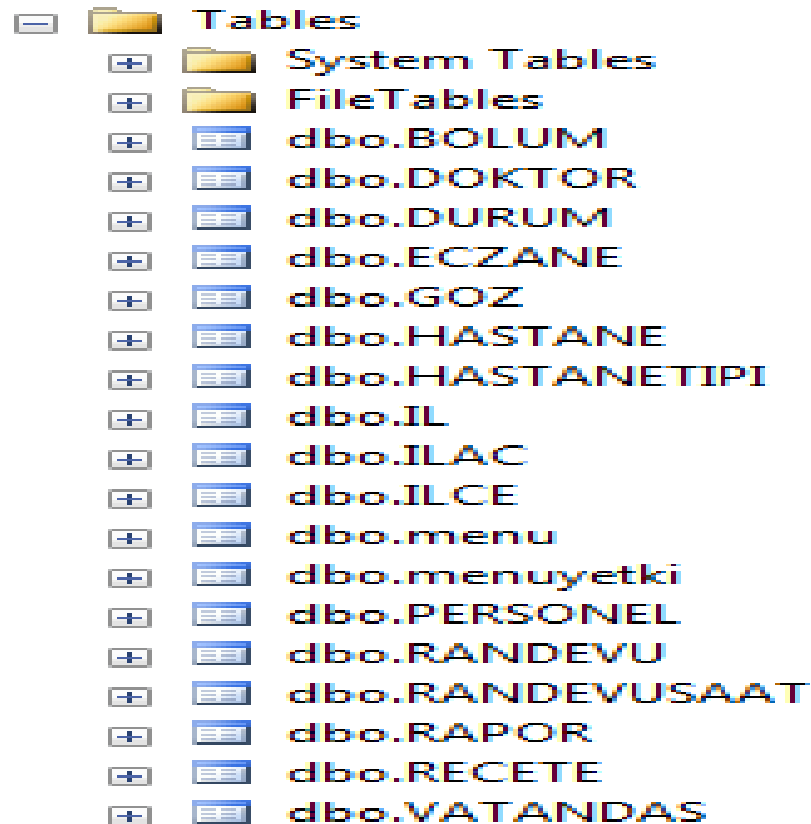 Tables
System Tables
FileTables
dbo.BOLUM
dbo.DOKTOR
dbo.DURUM
dbo.ECZANE
dbo.GOZ
dbo.HASTANE
dbo.HASTANETIPI
dbo.IL
dbo.ILAC
dbo.ILCE
dbo.menu
dbo.menuyetki
dbo.PERSONEL
dbo.RANDEVU
dbo.RANDEVUSAAT
dbo.RAPOR
dbo.RECETE
dbo.VATANDAS